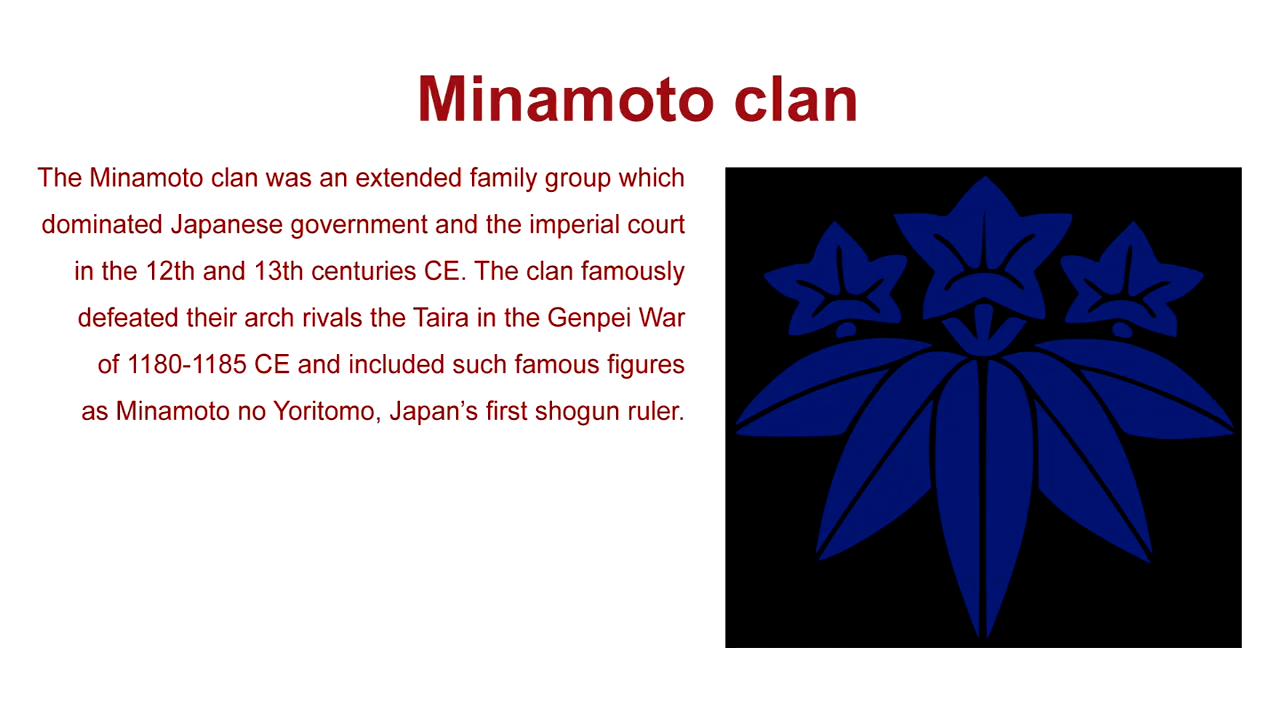 Minamoto clan
The Minamoto clan was an extended family group which
dominated Japanese government and the imperial court
in the 12th and 13th centuries CE. The clan famously
defeated their arch rivals the Taira in the Genpei War
of 1180-1185 CE and included such famous figures
as Minamoto no Yoritomo, Japan’s first shogun ruler.